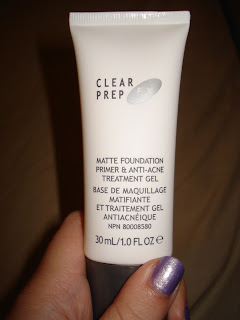 CLEAR
PREP FX
MATTE FOUNDATION
PRIMER & ANTI-ACNE
TREATMENT GEL
BASE DE MAQUILLAGE
MATIFIANTE
ET TRAITEMENT GEL
ANTIACNÉIQUE
NPN 80008580
30 mL/1.0 FL.OZ.℮